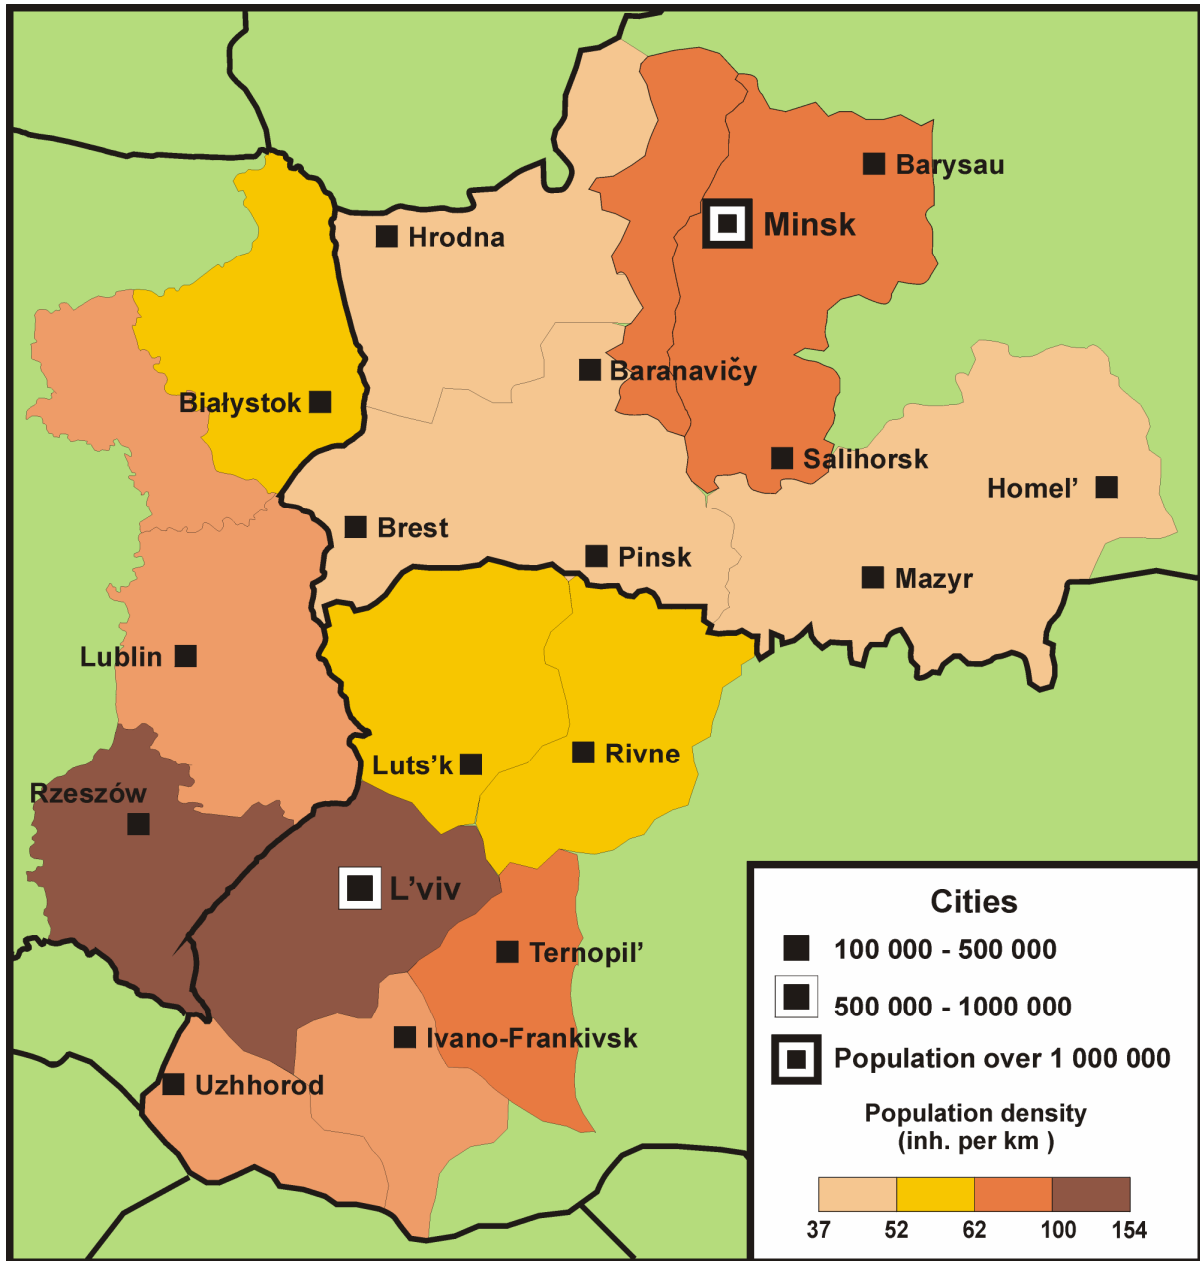 Barysau
Minsk
Hrodna
Baranavičy
Białystok
Salihorsk
Homel’
Brest
Pinsk
Mazyr
Lublin
Luts’k
Rivne
Rzeszów
L’viv
Ternopil’
Ivano-Frankivsk
Uzhhorod
Cities
100 000 - 500 000
500 000 - 1000 000
Population over 1 000 000
Population density
(inh. per km )
37 52 62 100 154